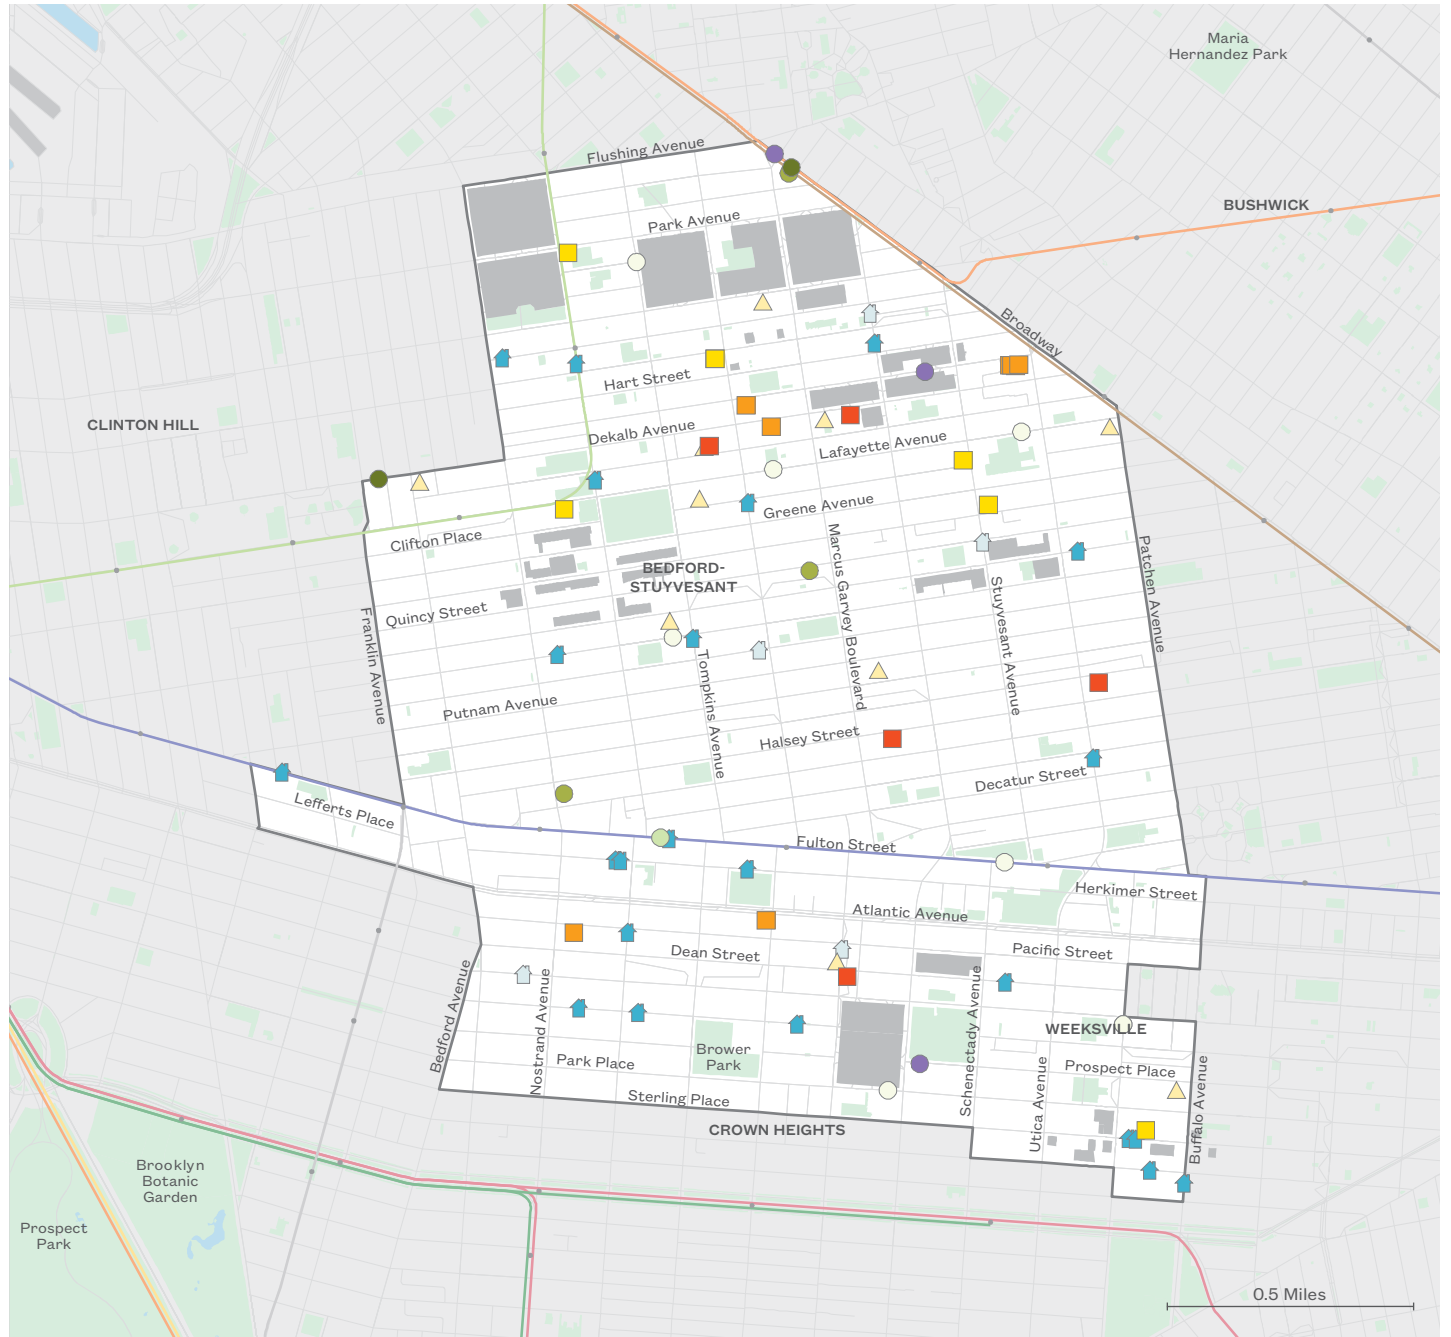 Maria
Hernandez Park
Flushing Avenue
BUSHWICK
Park Avenue
Broadway
Hart Street
CLINTON HILL
Dekalb Avenue
Lafayette Avenue
Greene Avenue
Clifton Place
Marcus Garvey Boulevard
Patchen Avenue
BEDFORD-
STUYVESANT
Stuyvesant Avenue
Quincy Street
Franklin Avenue
Tompkins Avenue
Putnam Avenue
Halsey Street
Decatur Street
Lefferts Place
Fulton Street
Herkimer Street
Atlantic Avenue
Dean Street
Pacific Street
Bedford Avenue
Nostrand Avenue
Schenectady Avenue
WEEKSVILLE
Brower
Park
Park Place
Prospect Place
Utica Avenue
Buffalo Avenue
Sterling Place
CROWN HEIGHTS
Brooklyn
Botanic
Garden
Prospect
Park
0.5 Miles